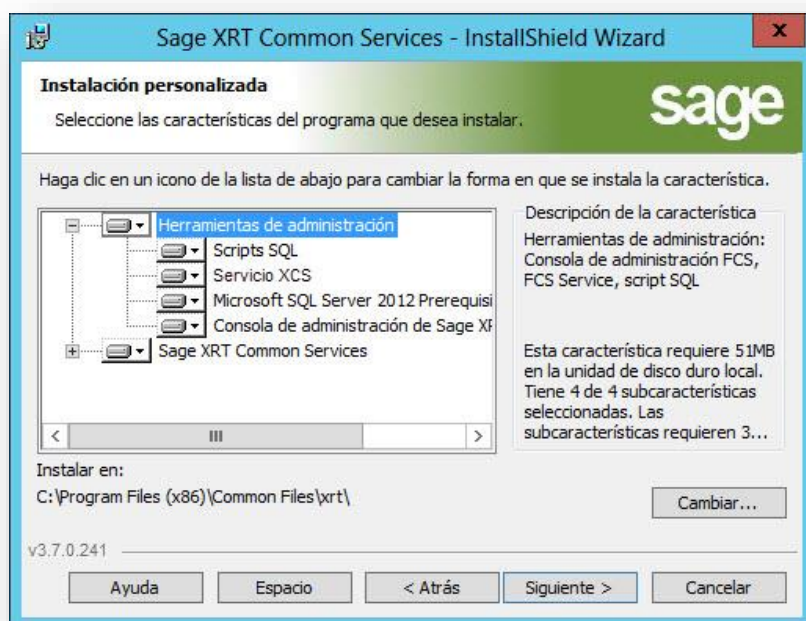 Sage XRT Common Services - InstallShield Wizard
x
Instalación personalizada
Seleccione las características del programa que desea instalar.
sage
Haga clic en un icono de la lista de abajo para cambiar la forma en que se instala la característica.
Herramientas de administración
Scripts SQL
Servicio XCS
Microsoft SQL Server 2012 Prerequisi
Consola de administración de Sage XR
Sage XRT Common Services
Descripción de la característica
Herramientas de administración:
Consola de administración FCS,
FCS Service, script SQL
Esta característica requiere 51MB
en la unidad de disco duro local.
Tiene 4 de 4 subcaracterísticas
seleccionadas. Las
subcaracterísticas requieren 3...
Instalar en:
C:\Program Files (x86)\Common Files\xrt\
Cambiar...
v3.7.0.241
Ayuda
Espacio
< Atrás
Siguiente >
Cancelar